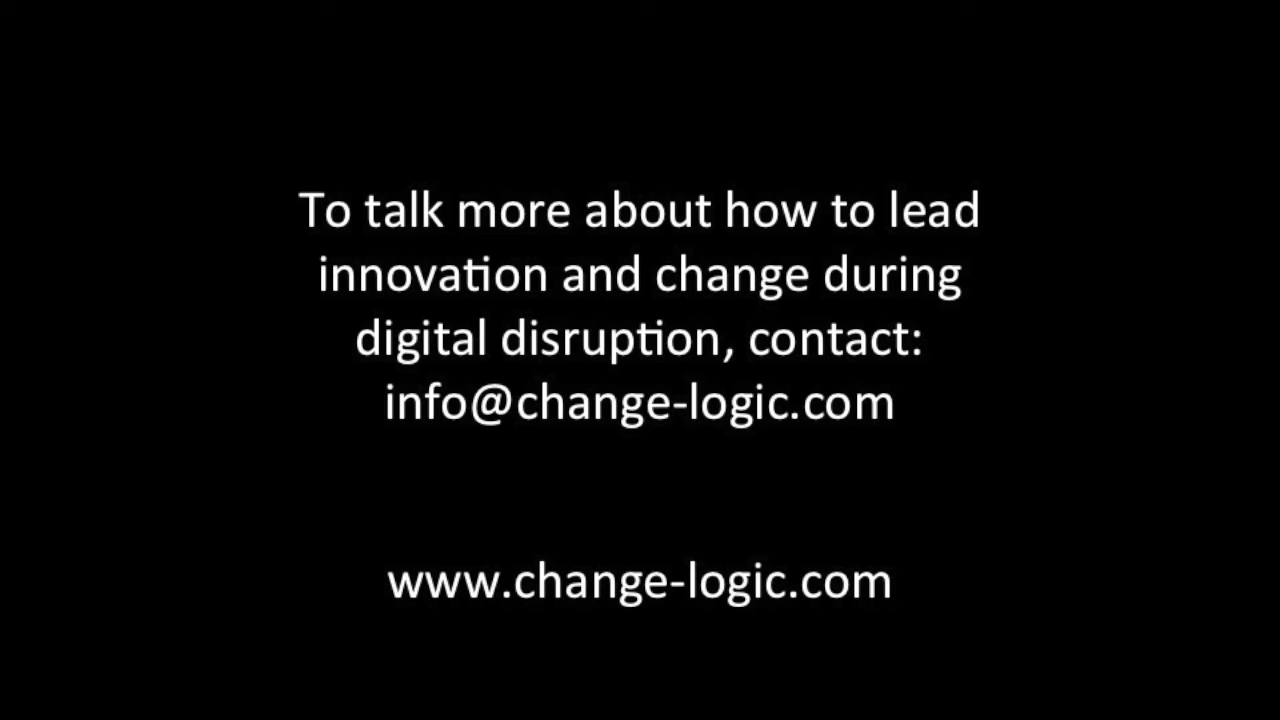 To talk more about how to lead
innovation and change during
digital disruption, contact:
info@change-logic.com
www.change-logic.com